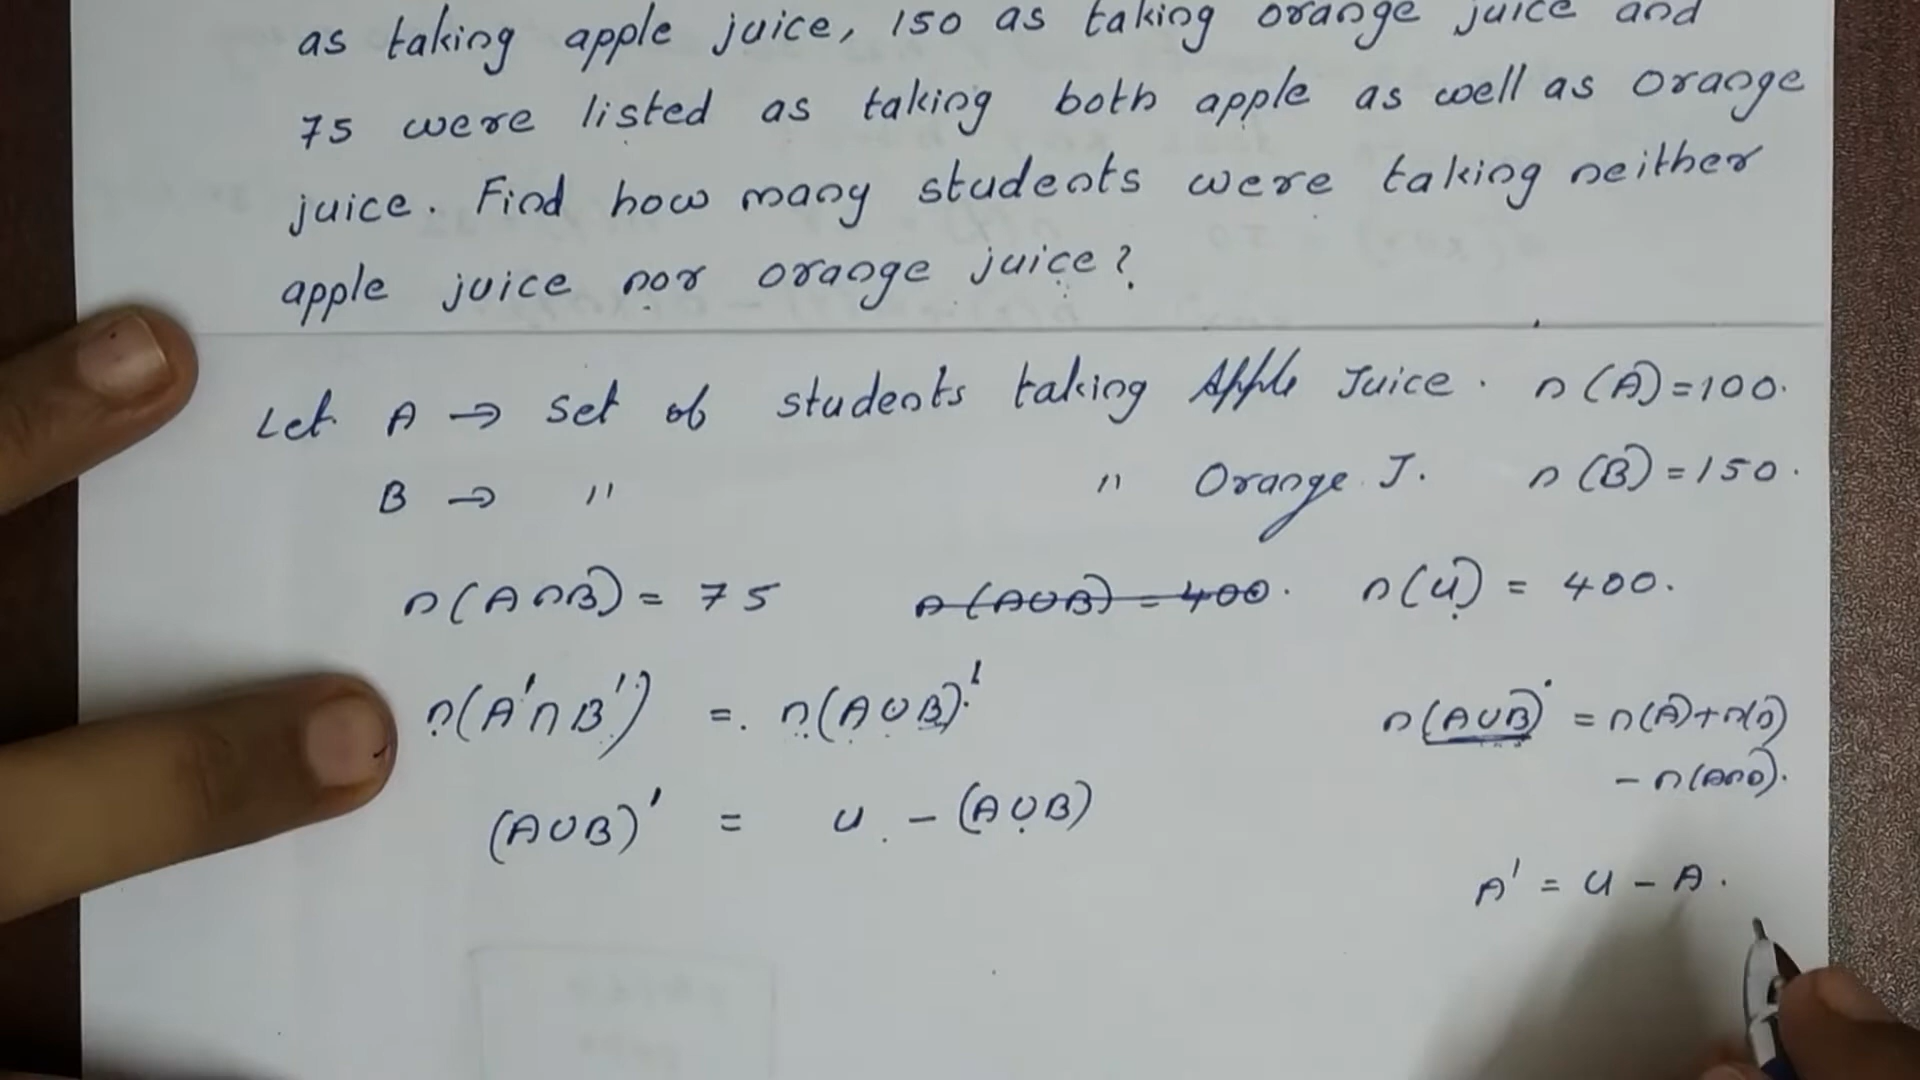 as taking apple juice, 150 as taking orange juice and
75 were listed as taking both apple as well as orange
juice. Find how many students were taking neither
apple juice nor orange juice?
Let A → set of students taking Apple Juice. n(A)=100.
B → " " Orange J. n(B)=150.
n(A∩B) = 75 n(A∪B) = 400. n(U) = 400.
n(A'∩B') = n(A∪B)' n(A∪B) = n(A)+n(B)
- n(A∩B).
(A∪B)' = U - (A∪B)
A' = U - A.